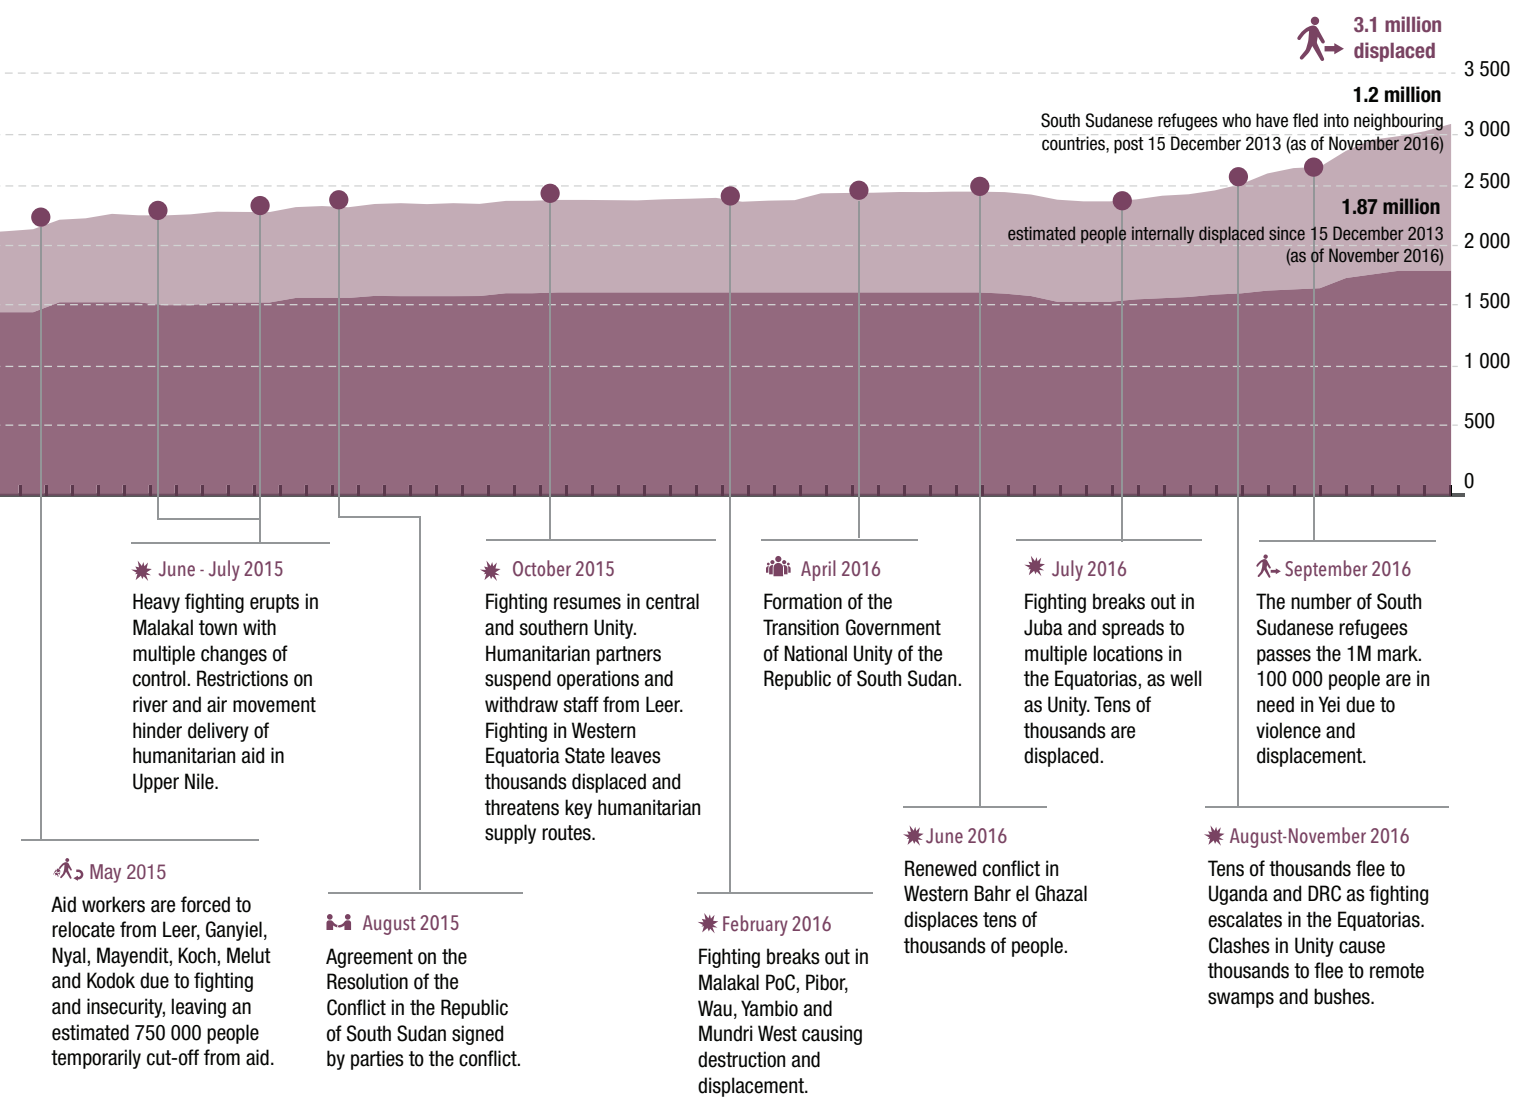 3.1 million
displaced
3 500
1.2 million
South Sudanese refugees who have fled into neighbouring
countries, post 15 December 2013 (as of November 2016)
3 000
2 500
1.87 million
estimated people internally displaced since 15 December 2013
(as of November 2016)
2 000
1 500
1 000
500
0
June - July 2015
Heavy fighting erupts in
Malakal town with
multiple changes of
control. Restrictions on
river and air movement
hinder delivery of
humanitarian aid in
Upper Nile.
October 2015
Fighting resumes in central
and southern Unity.
Humanitarian partners
suspend operations and
withdraw staff from Leer.
Fighting in Western
Equatoria State leaves
thousands displaced and
threatens key humanitarian
supply routes.
April 2016
Formation of the
Transition Government
of National Unity of the
Republic of South Sudan.
July 2016
Fighting breaks out in
Juba and spreads to
multiple locations in
the Equatorias, as well
as Unity. Tens of
thousands are
displaced.
September 2016
The number of South
Sudanese refugees
passes the 1M mark.
100 000 people are in
need in Yei due to
violence and
displacement.
May 2015
Aid workers are forced to
relocate from Leer, Ganyiel,
Nyal, Mayendit, Koch, Melut
and Kodok due to fighting
and insecurity, leaving an
estimated 750 000 people
temporarily cut-off from aid.
August 2015
Agreement on the
Resolution of the
Conflict in the Republic
of South Sudan signed
by parties to the conflict.
February 2016
Fighting breaks out in
Malakal PoC, Pibor,
Wau, Yambio and
Mundri West causing
destruction and
displacement.
June 2016
Renewed conflict in
Western Bahr el Ghazal
displaces tens of
thousands of people.
August-November 2016
Tens of thousands flee to
Uganda and DRC as fighting
escalates in the Equatorias.
Clashes in Unity cause
thousands to flee to remote
swamps and bushes.